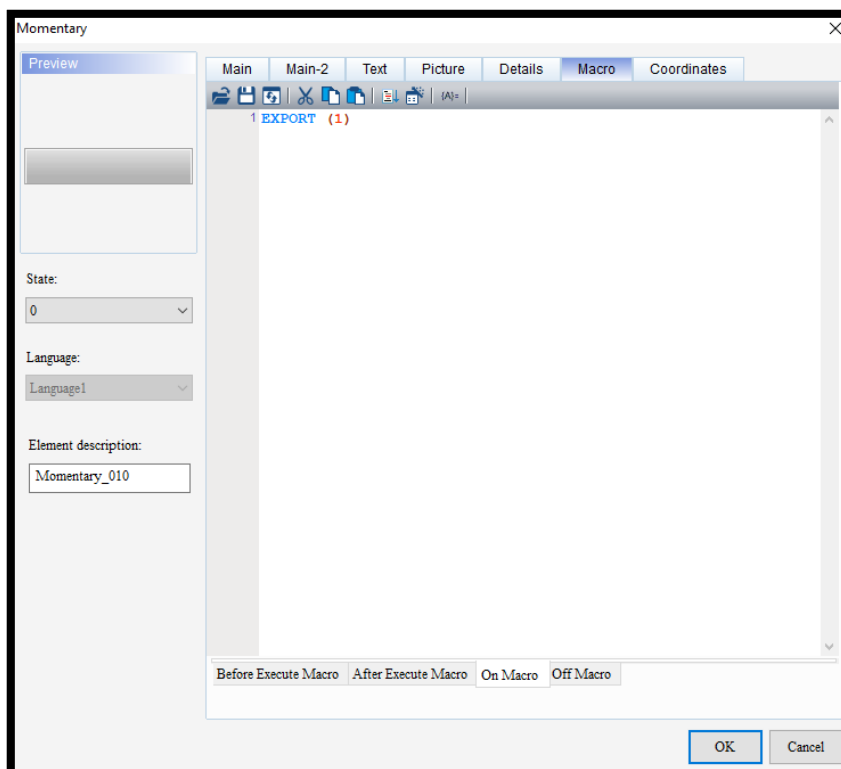 Momentary
Preview
Main Main-2 Text Picture Details Macro Coordinates
{A}=
1 EXPORT (1)
State:
0
Language:
Language1
Element description:
Momentary_010
Before Execute Macro After Execute Macro On Macro Off Macro
OK Cancel